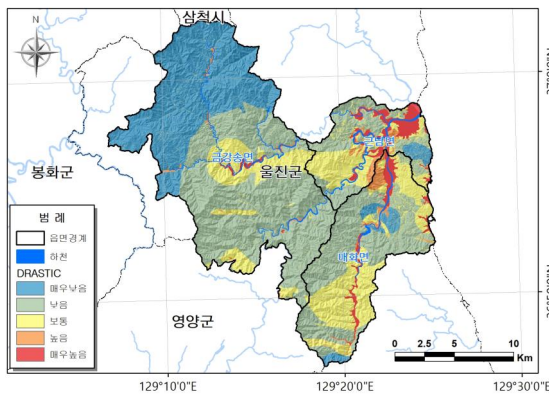 삼척시
N
금강송면
근남면
봉화군
울진군
매화면
영양군
범 례
읍면경계
하천
DRASTIC
매우낮음
낮음
보통
높음
매우높음
0 2.5 5 10
Km
129°10'0"E 129°20'0"E 129°30'0"E